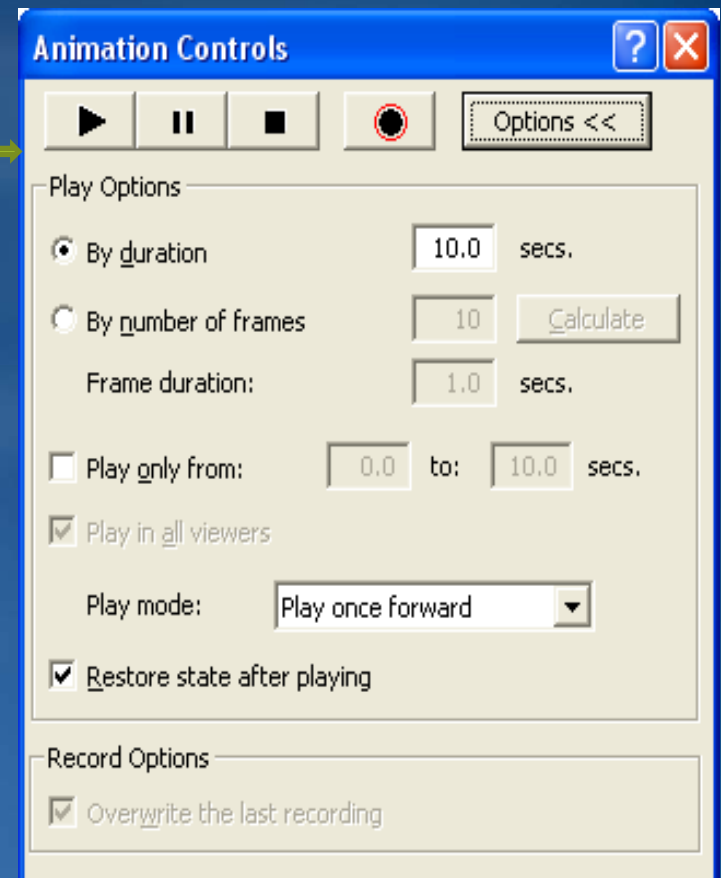 Animation Controls
Options <<
Play Options
By duration 10.0 secs.
By number of frames 10 Calculate
Frame duration: 1.0 secs.
Play only from: 0.0 to: 10.0 secs.
Play in all viewers
Play mode: Play once forward
Restore state after playing
Record Options
Overwrite the last recording